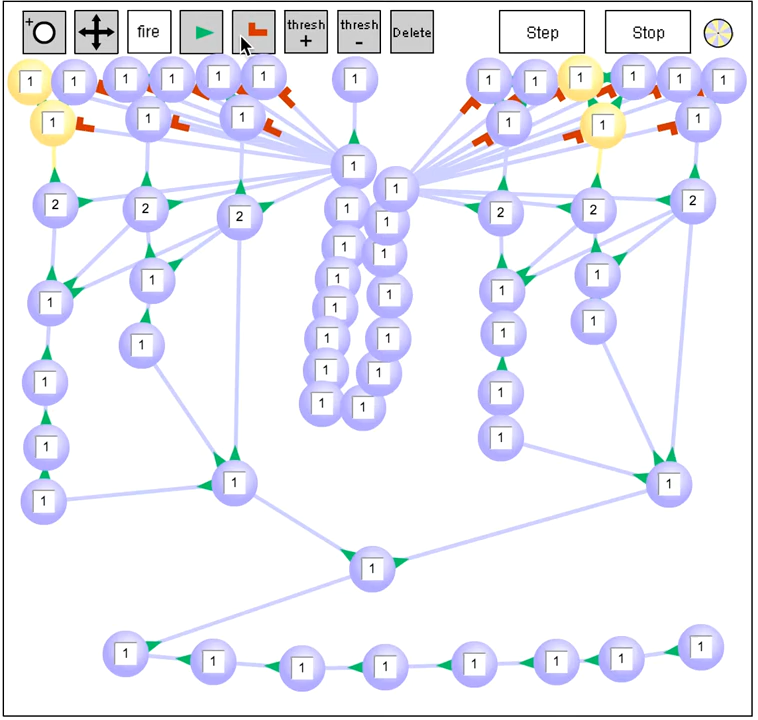 +
fire
thresh
+
thresh
-
Delete
Step
Stop
1 1 1 1 1 1 1 1 1 1 1 1 1
1 1 1 1 1 1
1 1
2 2 2 1 1 2 2 2
1 1
1 1 1
1 1 1 1
1 1 1 1 1
1 1 1 1
1 1
1 1
1 1 1
1
1 1 1 1 1 1 1 1